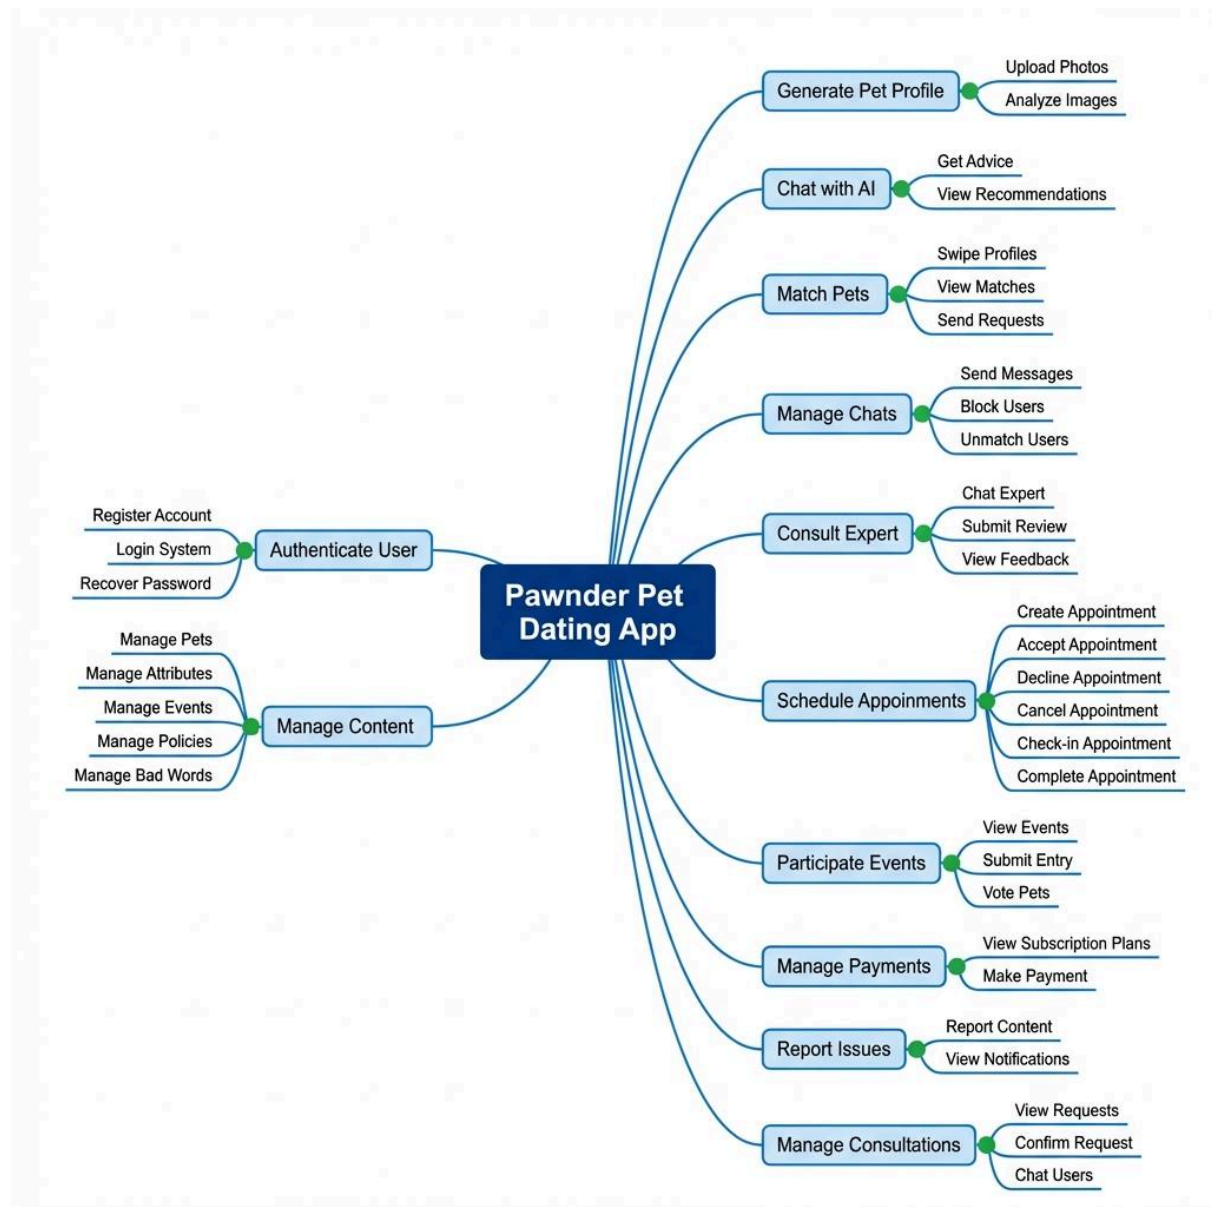 Pawnder Pet
Dating App
Authenticate User
Register Account
Login System
Recover Password
Manage Content
Manage Pets
Manage Attributes
Manage Events
Manage Policies
Manage Bad Words
Generate Pet Profile
Upload Photos
Analyze Images
Chat with AI
Get Advice
View Recommendations
Match Pets
Swipe Profiles
View Matches
Send Requests
Manage Chats
Send Messages
Block Users
Unmatch Users
Consult Expert
Chat Expert
Submit Review
View Feedback
Schedule Appoinments
Create Appointment
Accept Appointment
Decline Appointment
Cancel Appointment
Check-in Appointment
Complete Appointment
Participate Events
View Events
Submit Entry
Vote Pets
Manage Payments
View Subscription Plans
Make Payment
Report Issues
Report Content
View Notifications
Manage Consultations
View Requests
Confirm Request
Chat Users